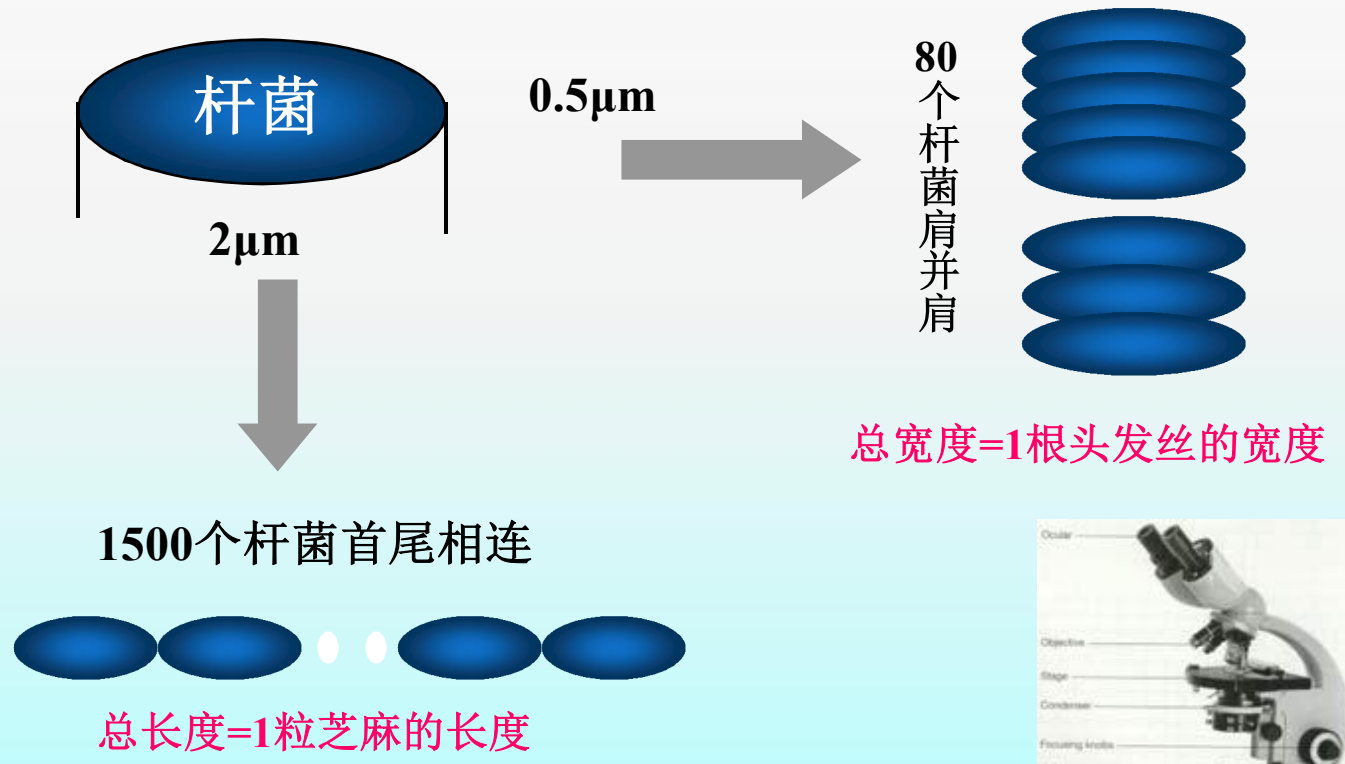 杆菌
0.5μm
2μm
80
个杆菌肩并肩
总宽度=1根头发丝的宽度
1500个杆菌首尾相连
总长度=1粒芝麻的长度
Ocular
Objective
Stage
Condenser
Focusing knobs